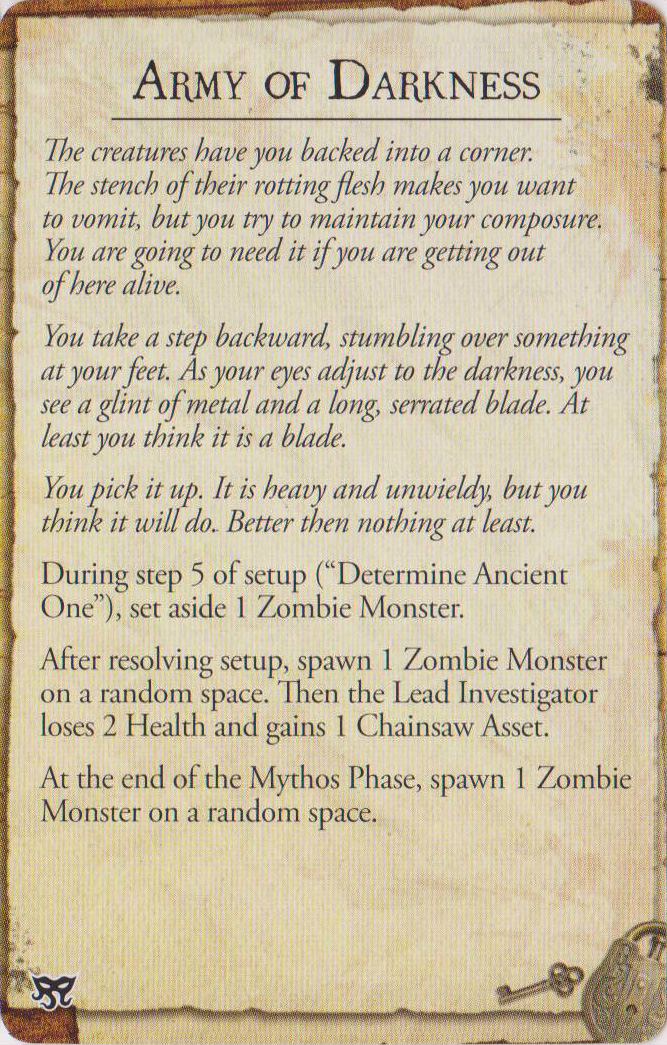 Army of Darkness
The creatures have you backed into a corner.
The stench of their rotting flesh makes you want
to vomit, but you try to maintain your composure.
You are going to need it if you are getting out
of here alive.
You take a step backward, stumbling over something
at your feet. As your eyes adjust to the darkness, you
see a glint of metal and a long, serrated blade. At
least you think it is a blade.
You pick it up. It is heavy and unwieldy, but you
think it will do. Better then nothing at least.
During step 5 of setup (“Determine Ancient
One”), set aside 1 Zombie Monster.
After resolving setup, spawn 1 Zombie Monster
on a random space. Then the Lead Investigator
loses 2 Health and gains 1 Chainsaw Asset.
At the end of the Mythos Phase, spawn 1 Zombie
Monster on a random space.